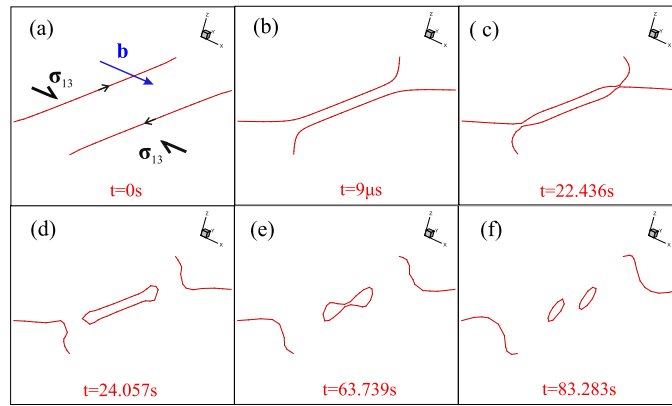 (a)
z
Y
x
b
σ13
σ13
t=0s
(b)
z
Y
x
t=9μs
( c)
z
Y
x
t=22.436s
(d)
z
Y
x
t=24.057s
(e)
z
Y
x
t=63.739s
(f)
z
Y
x
t=83.283s